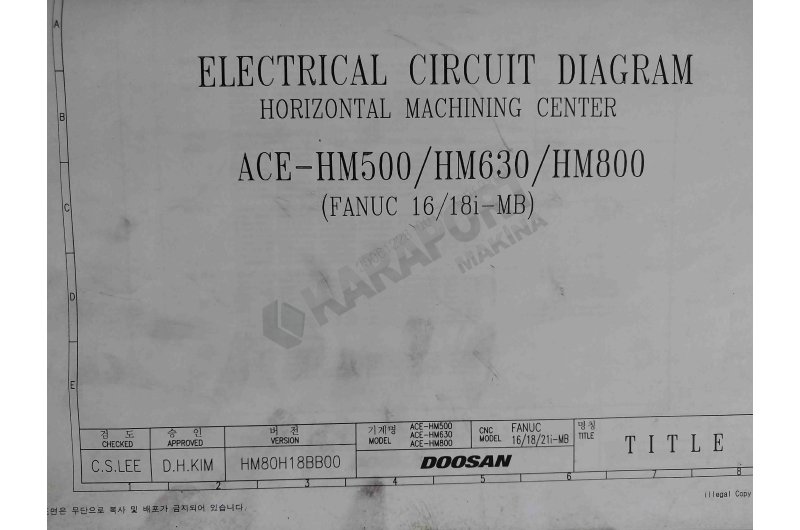 A
ELECTRICAL CIRCUIT DIAGRAM
HORIZONTAL MACHINING CENTER
B
ACE-HM500/HM630/HM800
(FANUC 16/18i-MB)
C
KARAPORT
MAKINA
D
E
검 도
CHECKED
승 인
APPROVED
버 전
VERSION
기계명
MODEL
ACE-HM500
ACE-HM630
ACE-HM800
CNC
MODEL
FANUC
16/18/21i-MB
명칭
TITLE
TITLE
C.S.LEE
D.H.KIM
HM80H18BB00
DOOSAN
1 2 3 4 5 6 7 8
illegal Copy
도면은 무단으로 복사 및 배포가 금지되어 있습니다.